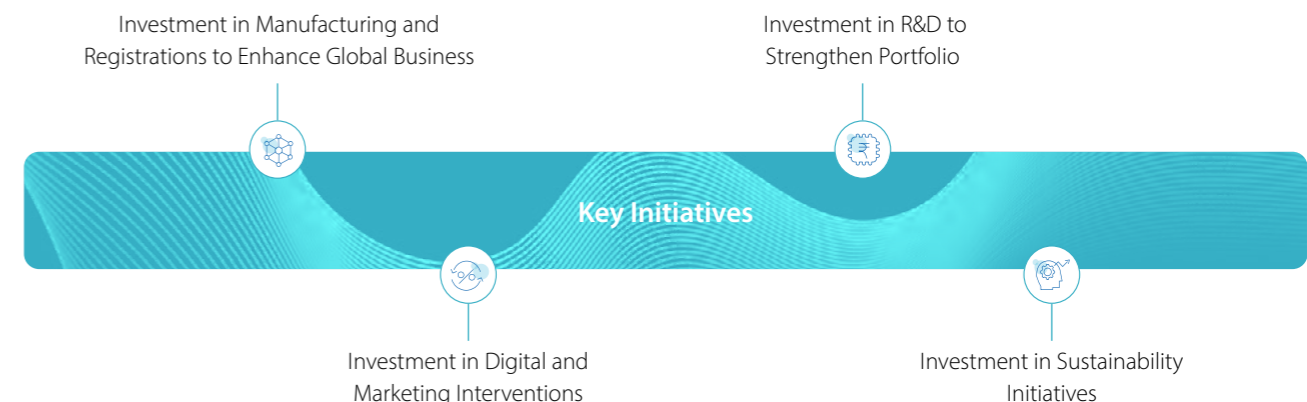 Investment in Manufacturing and
Registrations to Enhance Global Business
Investment in R&D to
Strengthen Portfolio
₹
Key Initiatives
%
Investment in Digital and
Marketing Interventions
Investment in Sustainability
Initiatives